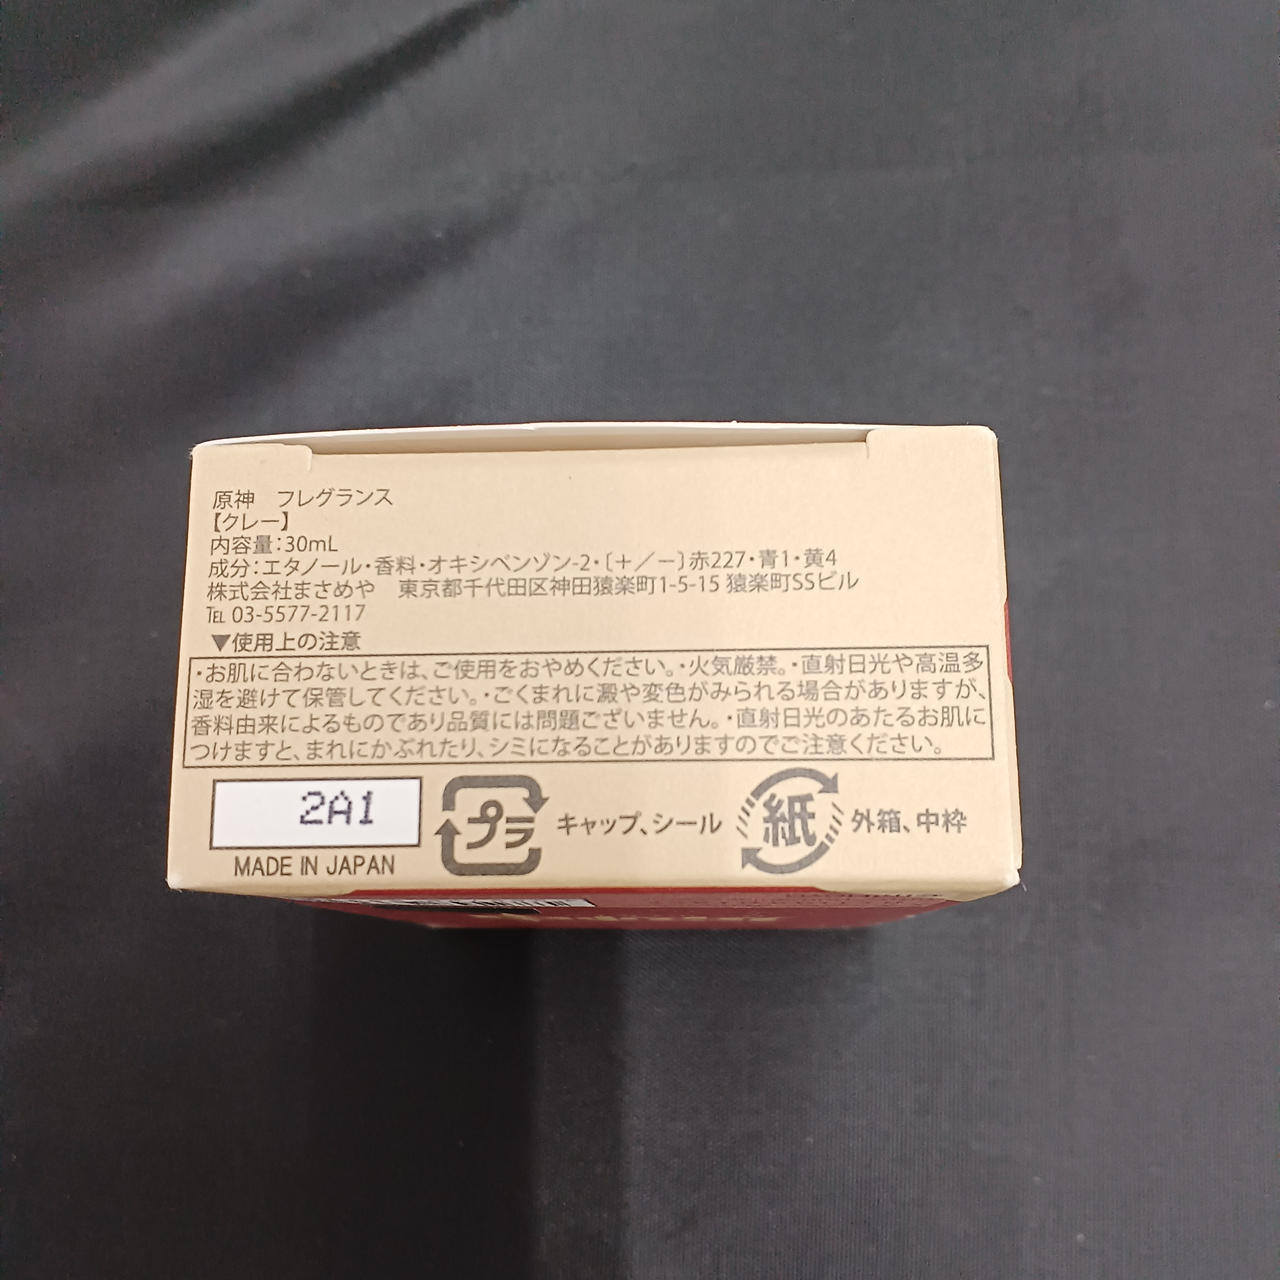 原神　フレグランス
【クレー】
内容量：30mL
成分：エタノール・香料・オキシベンゾン-2・〔＋／－〕赤227・青1・黄4
株式会社まさめや　東京都千代田区神田猿楽町1-5-15 猿楽町SSビル
℡ 03-5577-2117
▼使用上の注意
・お肌に合わないときは、ご使用をおやめください。・火気厳禁。・直射日光や高温多
湿を避けて保管してください。・ごくまれに澱や変色がみられる場合がありますが、
香料由来によるものであり品質には問題ございません。・直射日光のあたるお肌に
つけますと、まれにかぶれたり、シミになることがありますのでご注意ください。
2A1
プラ キャップ、シール
紙 外箱、中枠
MADE IN JAPAN